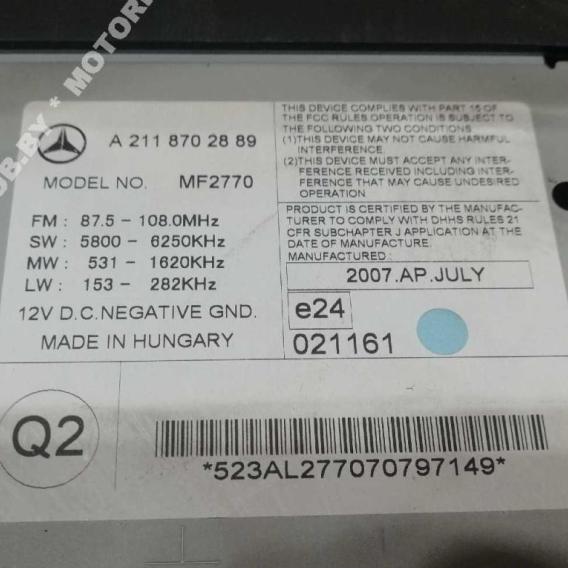 A 211 870 28 89
MODEL NO. MF2770
FM : 87.5 - 108.0MHz
SW : 5800 - 6250KHz
MW : 531 - 1620KHz
LW : 153 - 282KHz
12V D.C.NEGATIVE GND.
MADE IN HUNGARY
THIS DEVICE COMPLIES WITH PART 15 OF
THE FCC RULES OPERATION IS SUBJECT TO
THE FOLLOWING TWO CONDITIONS
(1)THIS DEVICE MAY NOT CAUSE HARMFUL
INTERFERENCE.
(2)THIS DEVICE MUST ACCEPT ANY INTER-
FERENCE RECEIVED INCLUDING INTER-
FERENCE THAT MAY CAUSE UNDESIRED
OPERATION
PRODUCT IS CERTIFIED BY THE MANUFAC-
TURER TO COMPLY WITH DHHS RULES 21
CFR SUBCHAPTER J APPLICATION AT THE
DATE OF MANUFACTURE.
MANUFACTURED :
2007.AP.JULY
e24
021161
Q2
*523AL277070797149*
OB.BY * MOTOR